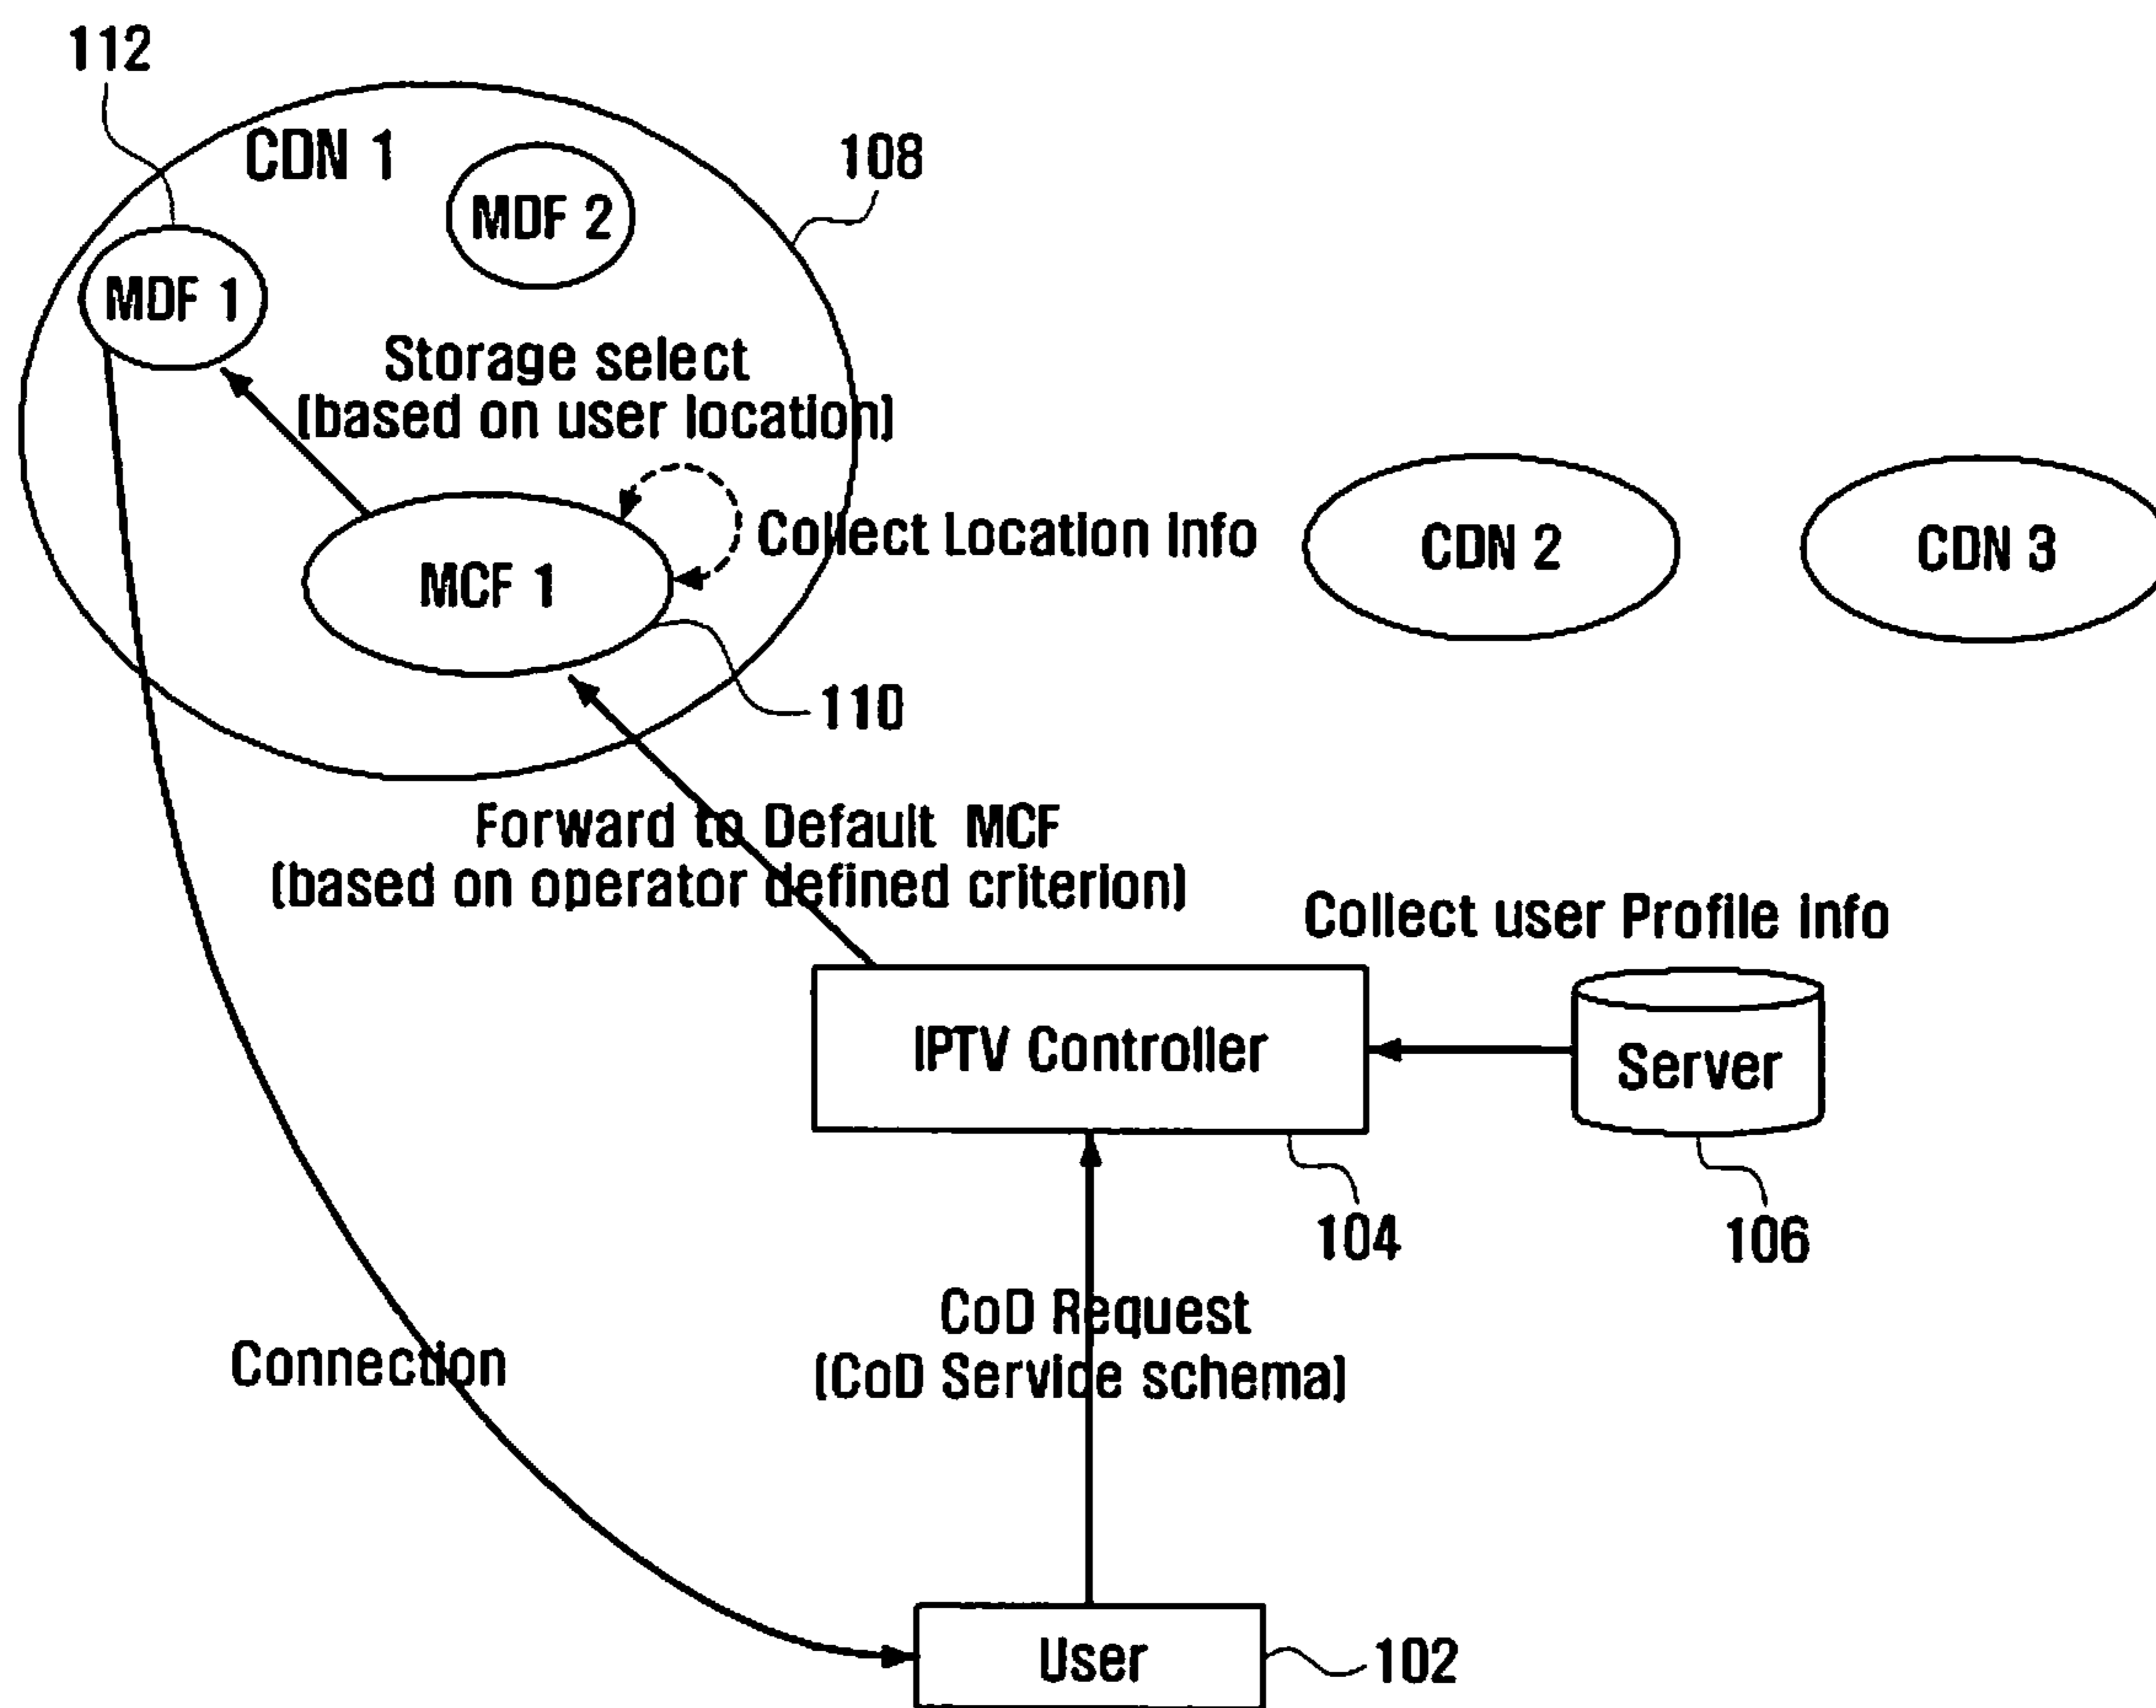 112
CDN 1
108
MDF 2
MDF 1
Storage select
(based on user location)
Collect Location info
MCF 1
CDN 2
CDN 3
110
Forward to Default MCF
(based on operator defined criterion)
Collect user Profile info
IPTV Controller
Server
104
106
CoD Request
(CoD Service schema)
Connection
User
102